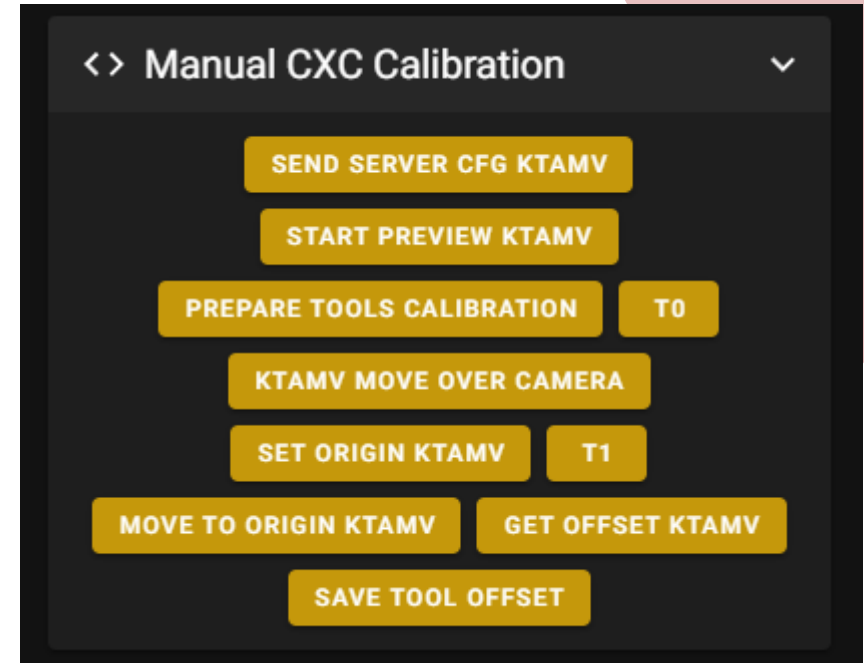 <> Manual CXC Calibration
SEND SERVER CFG KTAMV
START PREVIEW KTAMV
PREPARE TOOLS CALIBRATION T0
KTAMV MOVE OVER CAMERA
SET ORIGIN KTAMV T1
MOVE TO ORIGIN KTAMV GET OFFSET KTAMV
SAVE TOOL OFFSET